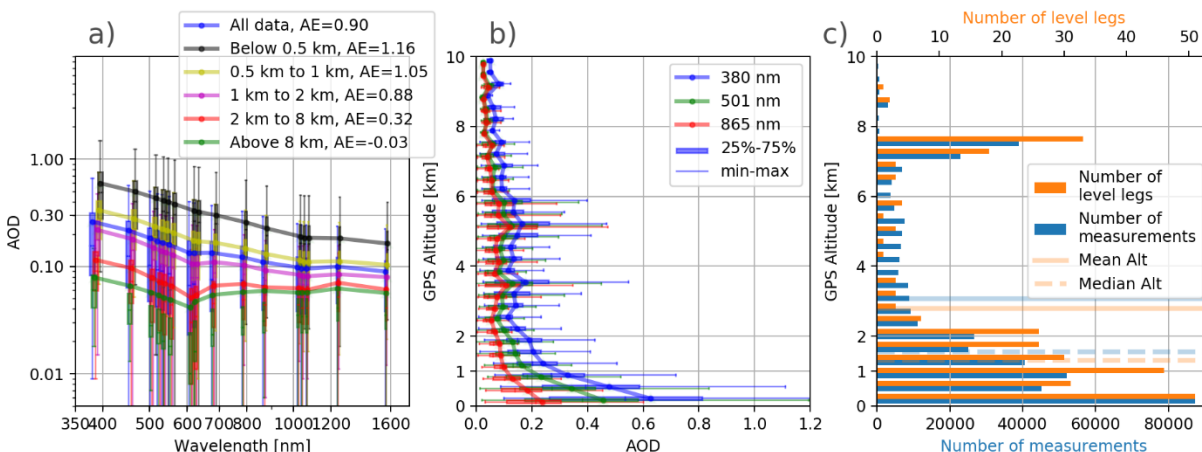 a)
All data, AE=0.90
Below 0.5 km, AE=1.16
0.5 km to 1 km, AE=1.05
1 km to 2 km, AE=0.88
2 km to 8 km, AE=0.32
Above 8 km, AE=-0.03
1.00
0.30
0.10
0.01
AOD
350 400 500 600 700 800 1000 1200 1600
Wavelength [nm]
b)
380 nm
501 nm
865 nm
25%-75%
min-max
10
8
6
4
2
1
0
GPS Altitude [km]
0.0 0.2 0.4 0.6 0.8 1.0 1.2
AOD
c)
Number of level legs
0 10 20 30 40 50
Number of
level legs
Number of
measurements
Mean Alt
Median Alt
10
8
6
4
2
1
0
GPS Altitude [km]
0 20000 40000 60000 80000
Number of measurements